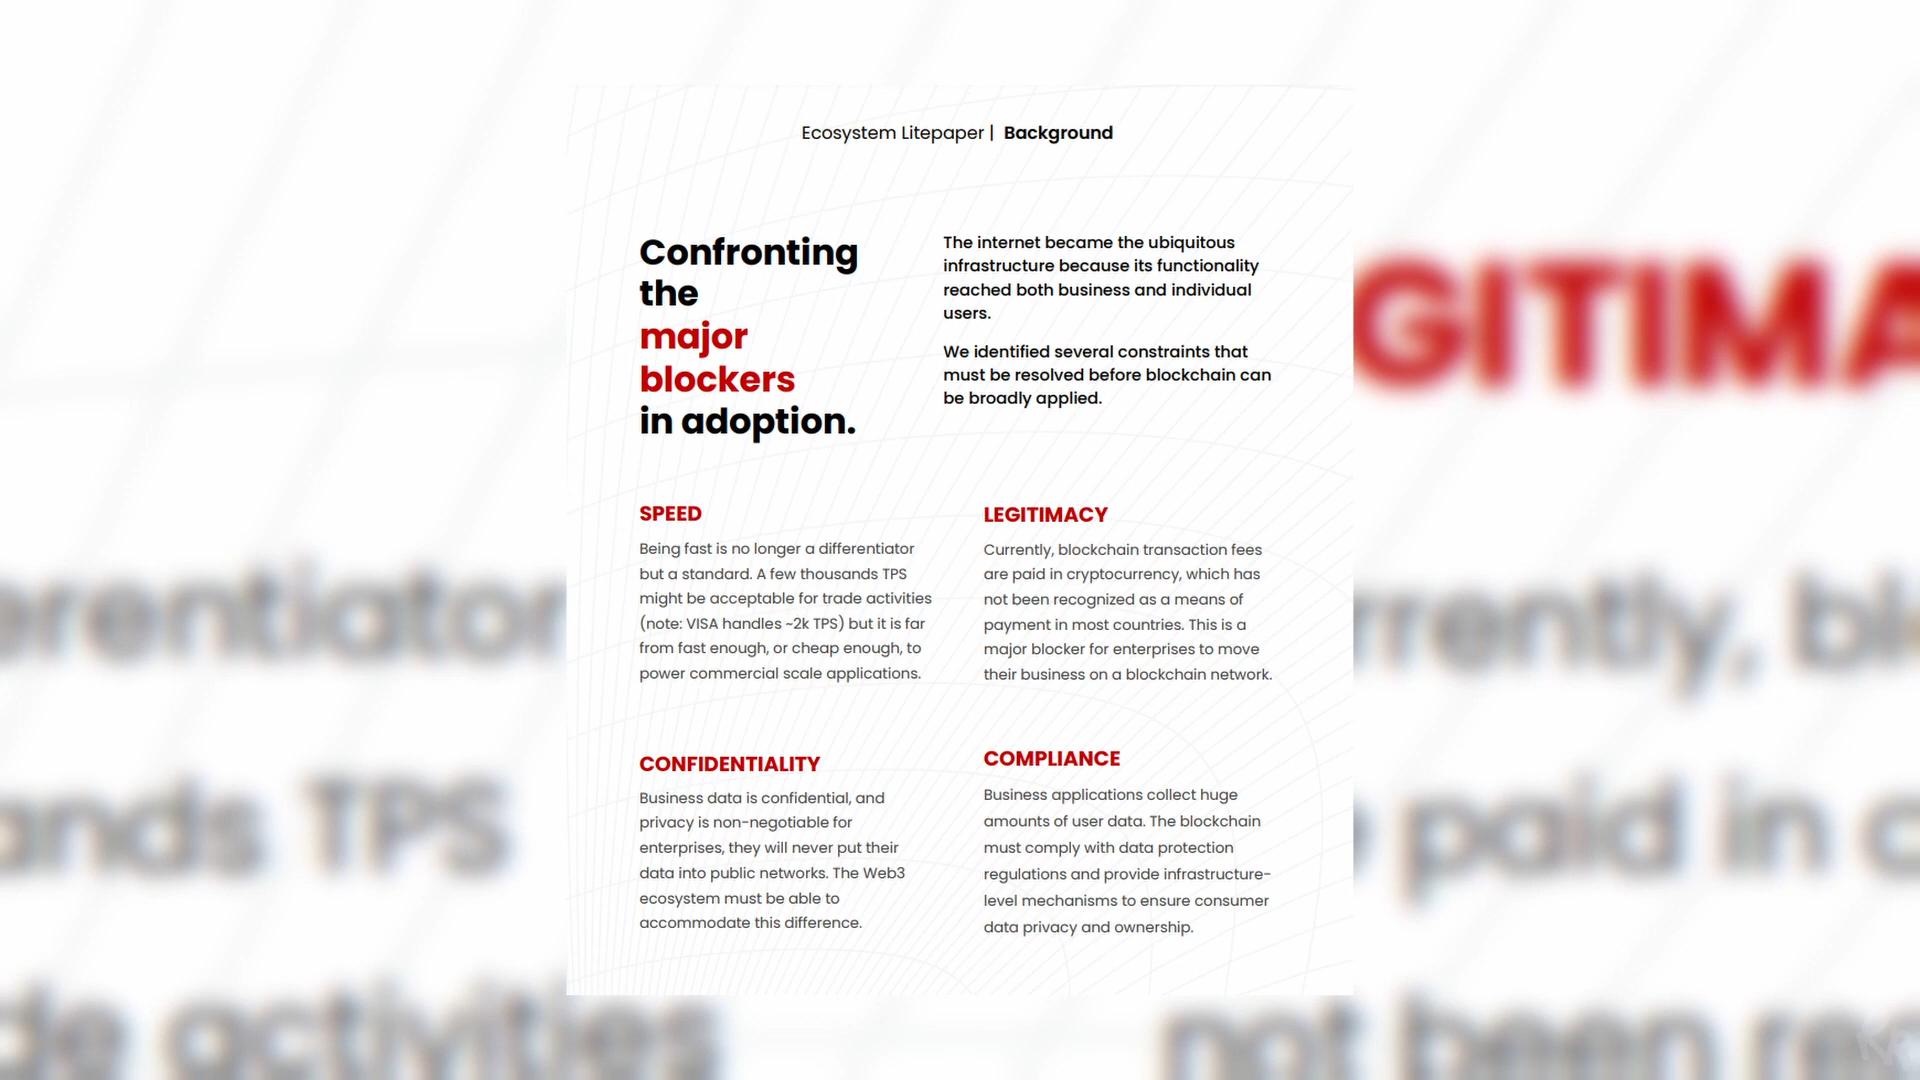 Ecosystem Litepaper | Background
Confronting
the
major
blockers
in adoption.
The internet became the ubiquitous
infrastructure because its functionality
reached both business and individual
users.
We identified several constraints that
must be resolved before blockchain can
be broadly applied.
SPEED
Being fast is no longer a differentiator
but a standard. A few thousands TPS
might be acceptable for trade activities
(note: VISA handles ~2k TPS) but it is far
from fast enough, or cheap enough, to
power commercial scale applications.
LEGITIMACY
Currently, blockchain transaction fees
are paid in cryptocurrency, which has
not been recognized as a means of
payment in most countries. This is a
major blocker for enterprises to move
their business on a blockchain network.
CONFIDENTIALITY
Business data is confidential, and
privacy is non-negotiable for
enterprises, they will never put their
data into public networks. The Web3
ecosystem must be able to
accommodate this difference.
COMPLIANCE
Business applications collect huge
amounts of user data. The blockchain
must comply with data protection
regulations and provide infrastructure-
level mechanisms to ensure consumer
data privacy and ownership.